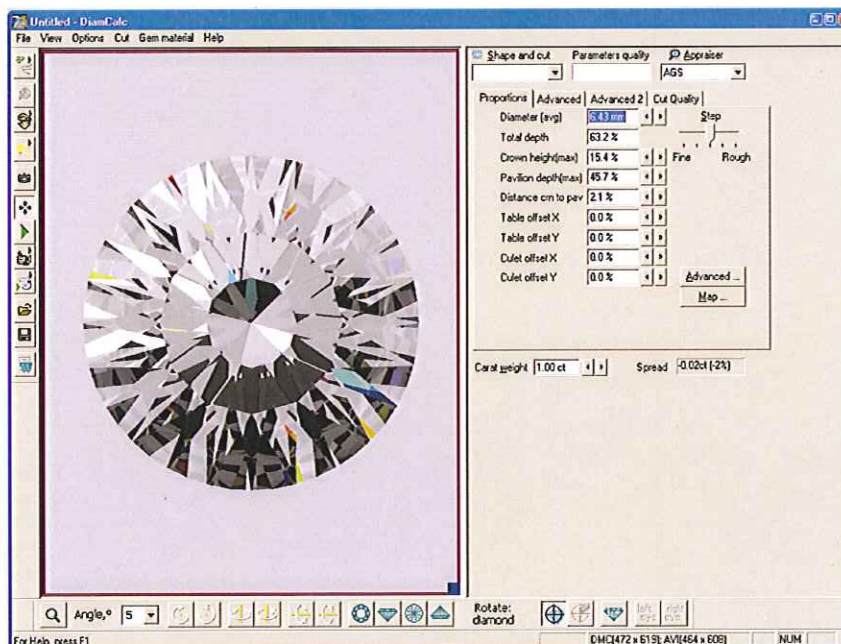 Untitled - DiamCalc
File View Options Cut Gem material Help
Shape and cut Parameters quality Appraiser
AGS
Proportions Advanced Advanced 2 Cut Quality
Diameter (avg) 6.43 mm Step
Total depth 63.2 %
Crown height(max) 15.4 % Fine Rough
Pavilion depth(max) 45.7 %
Distance crn to pav 2.1 %
Table offset X 0.0 %
Table offset Y 0.0 %
Culet offset X 0.0 %
Culet offset Y 0.0 %
Advanced ...
Map ...
Carat weight 1.00 ct Spread -0.02ct (-2%)
Angle,° 5 Rotate: diamond left eye right eye
For Help, press F1 DMC(472 x 619); AVI(464 x 608) NUM